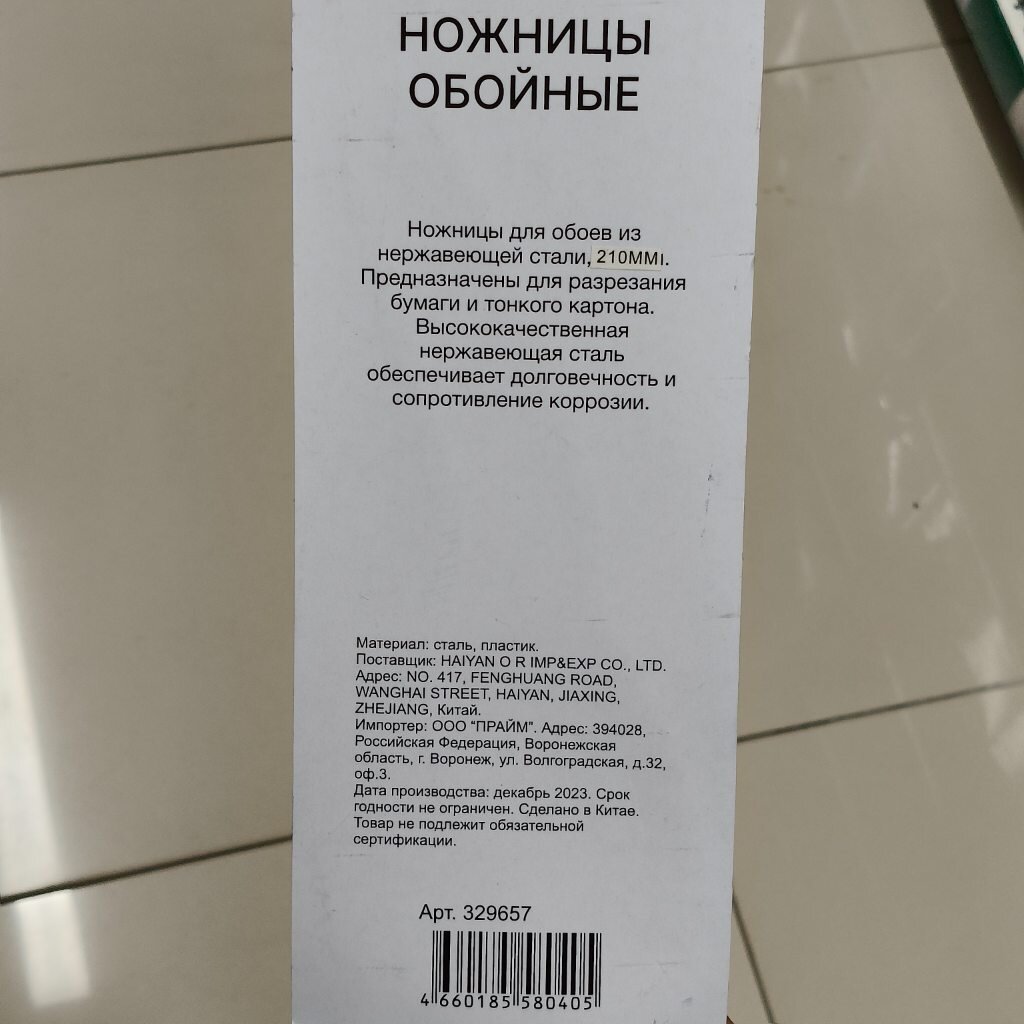 НОЖНИЦЫ
ОБОЙНЫЕ
Ножницы для обоев из
нержавеющей стали, 210ММ.
Предназначены для разрезания
бумаги и тонкого картона.
Высококачественная
нержавеющая сталь
обеспечивает долговечность и
сопротивление коррозии.
Материал: сталь, пластик.
Поставщик: HAIYAN O R IMP&EXP CO., LTD.
Адрес: NO. 417, FENGHUANG ROAD,
WANGHAI STREET, HAIYAN, JIAXING,
ZHEJIANG, Китай.
Импортер: ООО "ПРАЙМ". Адрес: 394028,
Российская Федерация, Воронежская
область, г. Воронеж, ул. Волгоградская, д.32,
оф.3.
Дата производства: декабрь 2023. Срок
годности не ограничен. Сделано в Китае.
Товар не подлежит обязательной
сертификации.
Арт. 329657
4 660185 580405